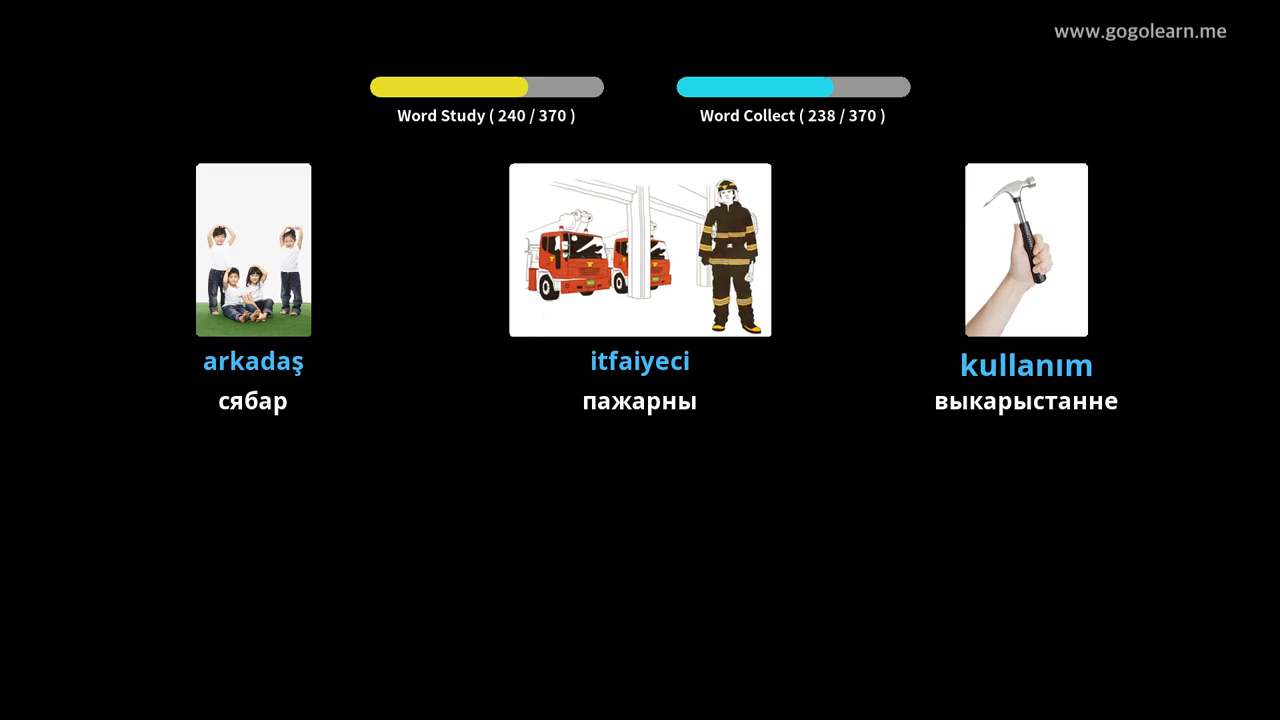 www.gogolearn.me
Word Study ( 240 / 370 )
Word Collect ( 238 / 370 )
arkadaş
itfaiyeci
kullanım
сябар
пажарны
выкарыстанне